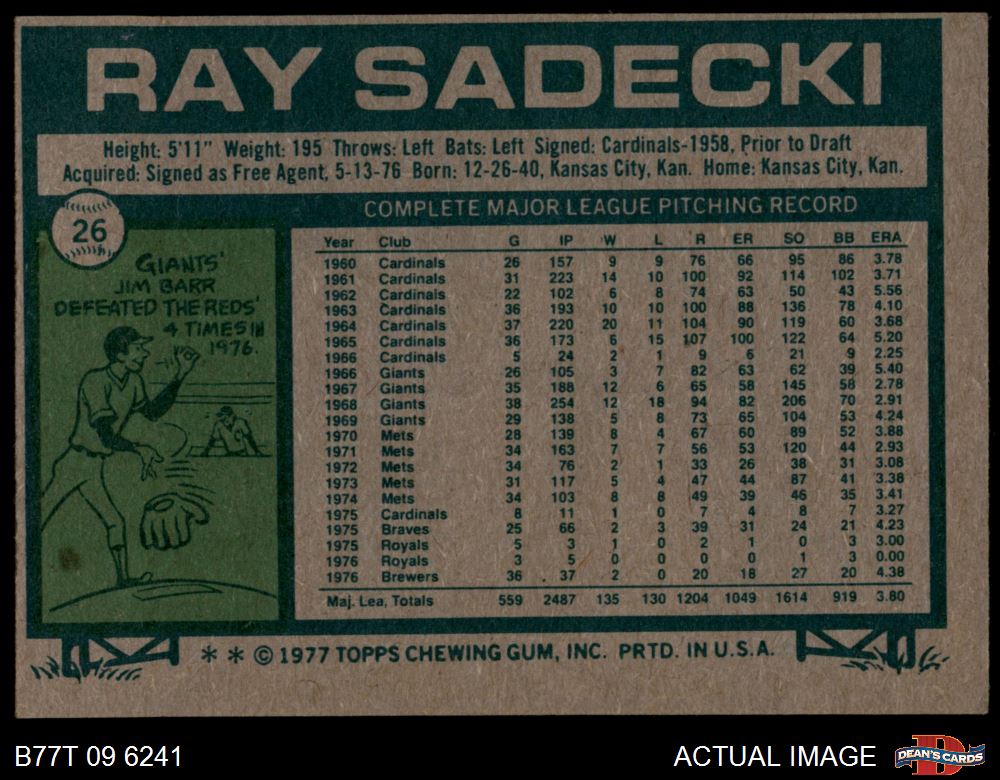 RAY SADECKI
Height: 5'11" Weight: 195 Throws: Left Bats: Left Signed: Cardinals-1958, Prior to Draft
Acquired: Signed as Free Agent, 5-13-76 Born: 12-26-40, Kansas City, Kan. Home: Kansas City, Kan.
26
GIANTS'
JIM BARR
DEFEATED THE REDS'
4 TIMES IN
1976.
COMPLETE MAJOR LEAGUE PITCHING RECORD
Year Club G IP W L R ER SO BB ERA
1960 Cardinals 26 157 9 9 76 66 95 86 3.78
1961 Cardinals 31 223 14 10 100 92 114 102 3.71
1962 Cardinals 22 102 6 8 74 63 50 43 5.56
1963 Cardinals 36 193 10 10 100 88 136 78 4.10
1964 Cardinals 37 220 20 11 104 90 119 60 3.68
1965 Cardinals 36 173 6 15 107 100 122 64 5.20
1966 Cardinals 5 24 2 1 9 6 21 9 2.25
1966 Giants 26 105 3 7 82 63 62 39 5.40
1967 Giants 35 188 12 6 65 58 145 58 2.78
1968 Giants 38 254 12 18 94 82 206 70 2.91
1969 Giants 29 138 5 8 73 65 104 53 4.24
1970 Mets 28 139 8 4 67 60 89 52 3.88
1971 Mets 34 163 7 7 56 53 120 44 2.93
1972 Mets 34 76 2 1 33 26 38 31 3.08
1973 Mets 31 117 5 4 47 44 87 41 3.38
1974 Mets 34 103 8 8 49 39 46 35 3.41
1975 Cardinals 8 11 1 0 7 4 8 7 3.27
1975 Braves 25 66 2 3 39 31 24 21 4.23
1975 Royals 5 3 1 0 2 1 0 3 3.00
1976 Royals 3 5 0 0 0 0 1 3 0.00
1976 Brewers 36 37 2 0 20 18 27 20 4.38
Maj. Lea. Totals 559 2487 135 130 1204 1049 1614 919 3.80
* * © 1977 TOPPS CHEWING GUM, INC. PRTD. IN U.S.A.
B77T 09 6241
ACTUAL IMAGE
DEAN'S CARDS